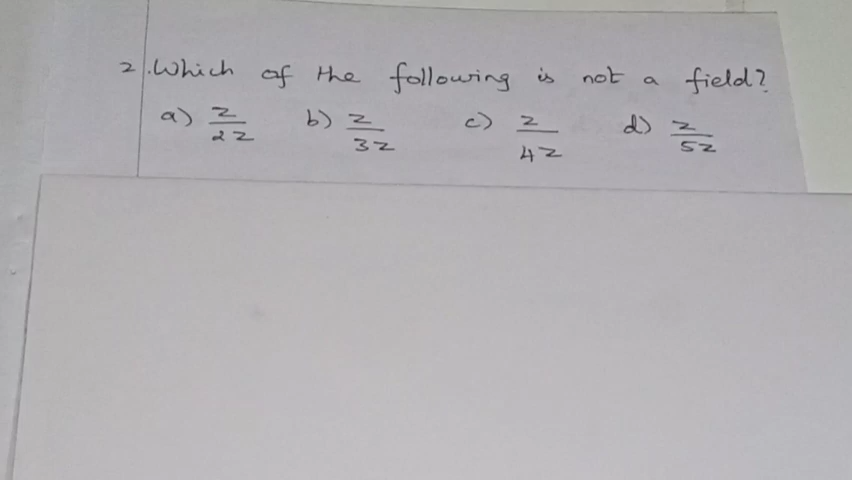 2. Which of the following is not a field?
a) z/2z b) z/3z c) z/4z d) z/5z